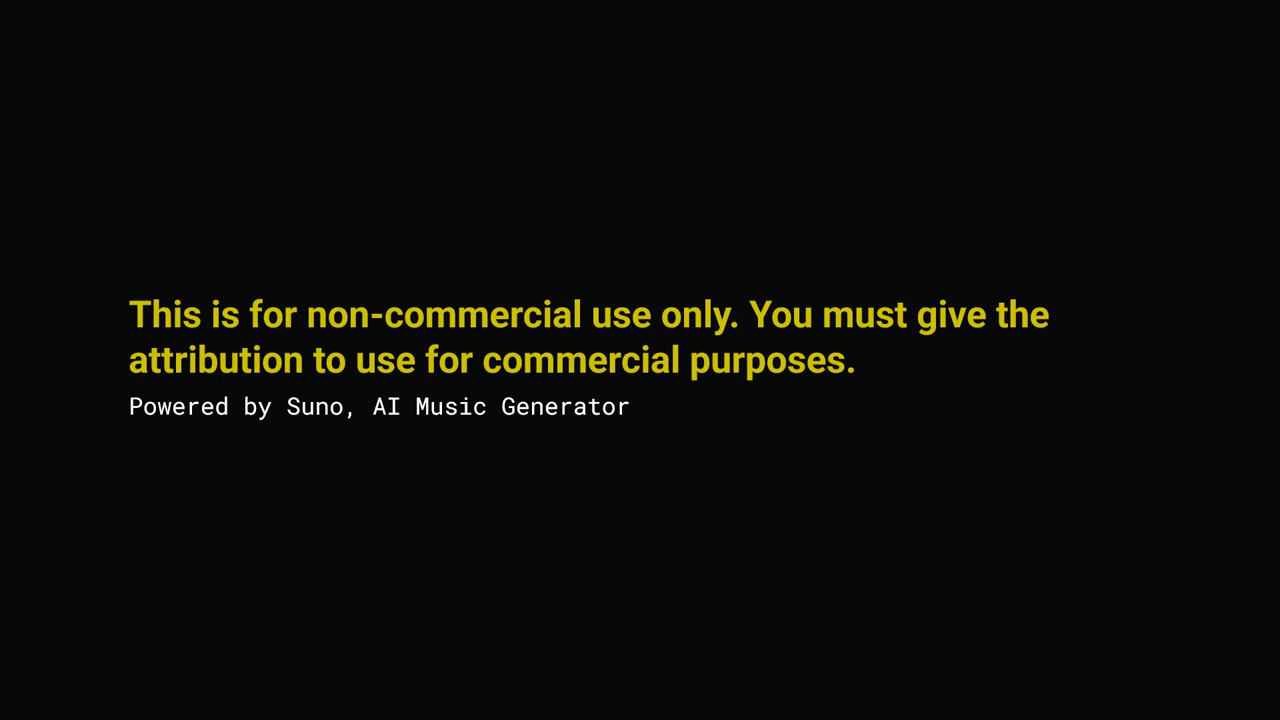 This is for non-commercial use only. You must give the
attribution to use for commercial purposes.
Powered by Suno, AI Music Generator